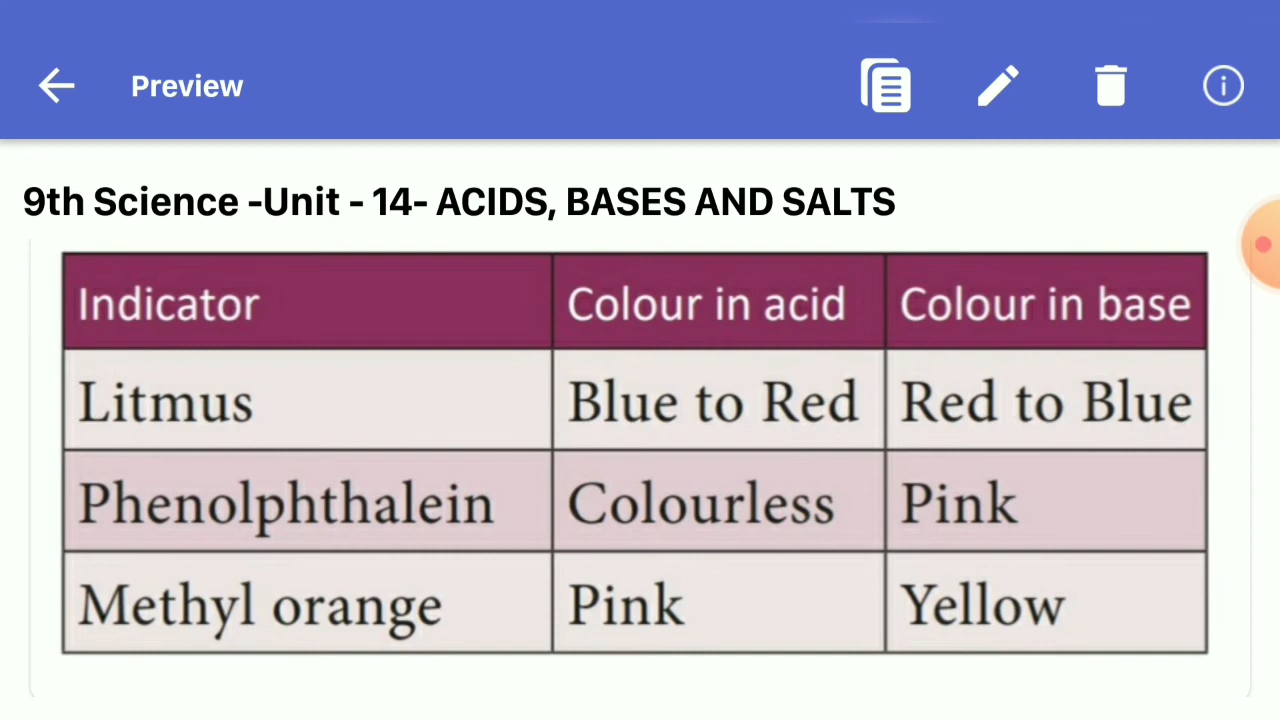 Preview
9th Science -Unit - 14- ACIDS, BASES AND SALTS
Indicator Colour in acid Colour in base
Litmus Blue to Red Red to Blue
Phenolphthalein Colourless Pink
Methyl orange Pink Yellow